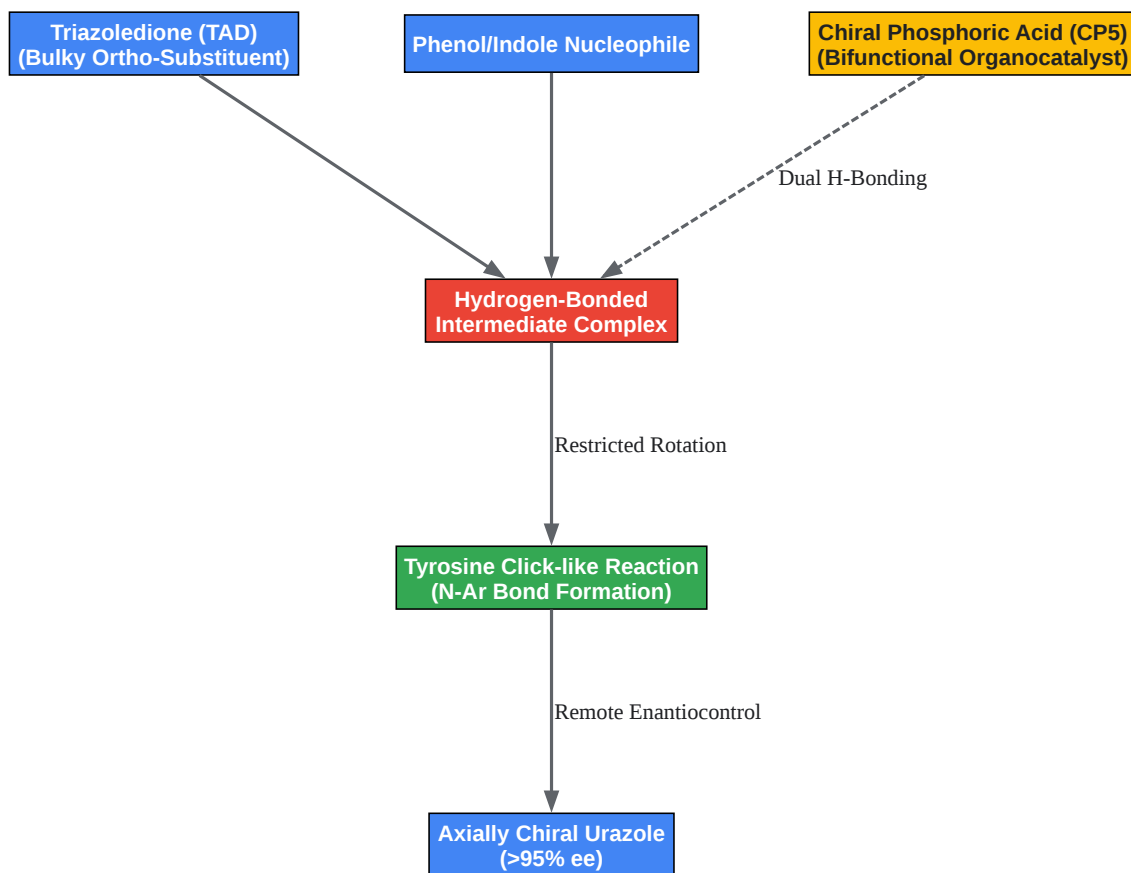 Triazoledione (TAD)
(Bulky Ortho-Substituent)
Phenol/Indole Nucleophile
Chiral Phosphoric Acid (CP5)
(Bifunctional Organocatalyst)
Dual H-Bonding
Hydrogen-Bonded
Intermediate Complex
Restricted Rotation
Tyrosine Click-like Reaction
(N-Ar Bond Formation)
Remote Enantiocontrol
Axially Chiral Urazole
(>95% ee)